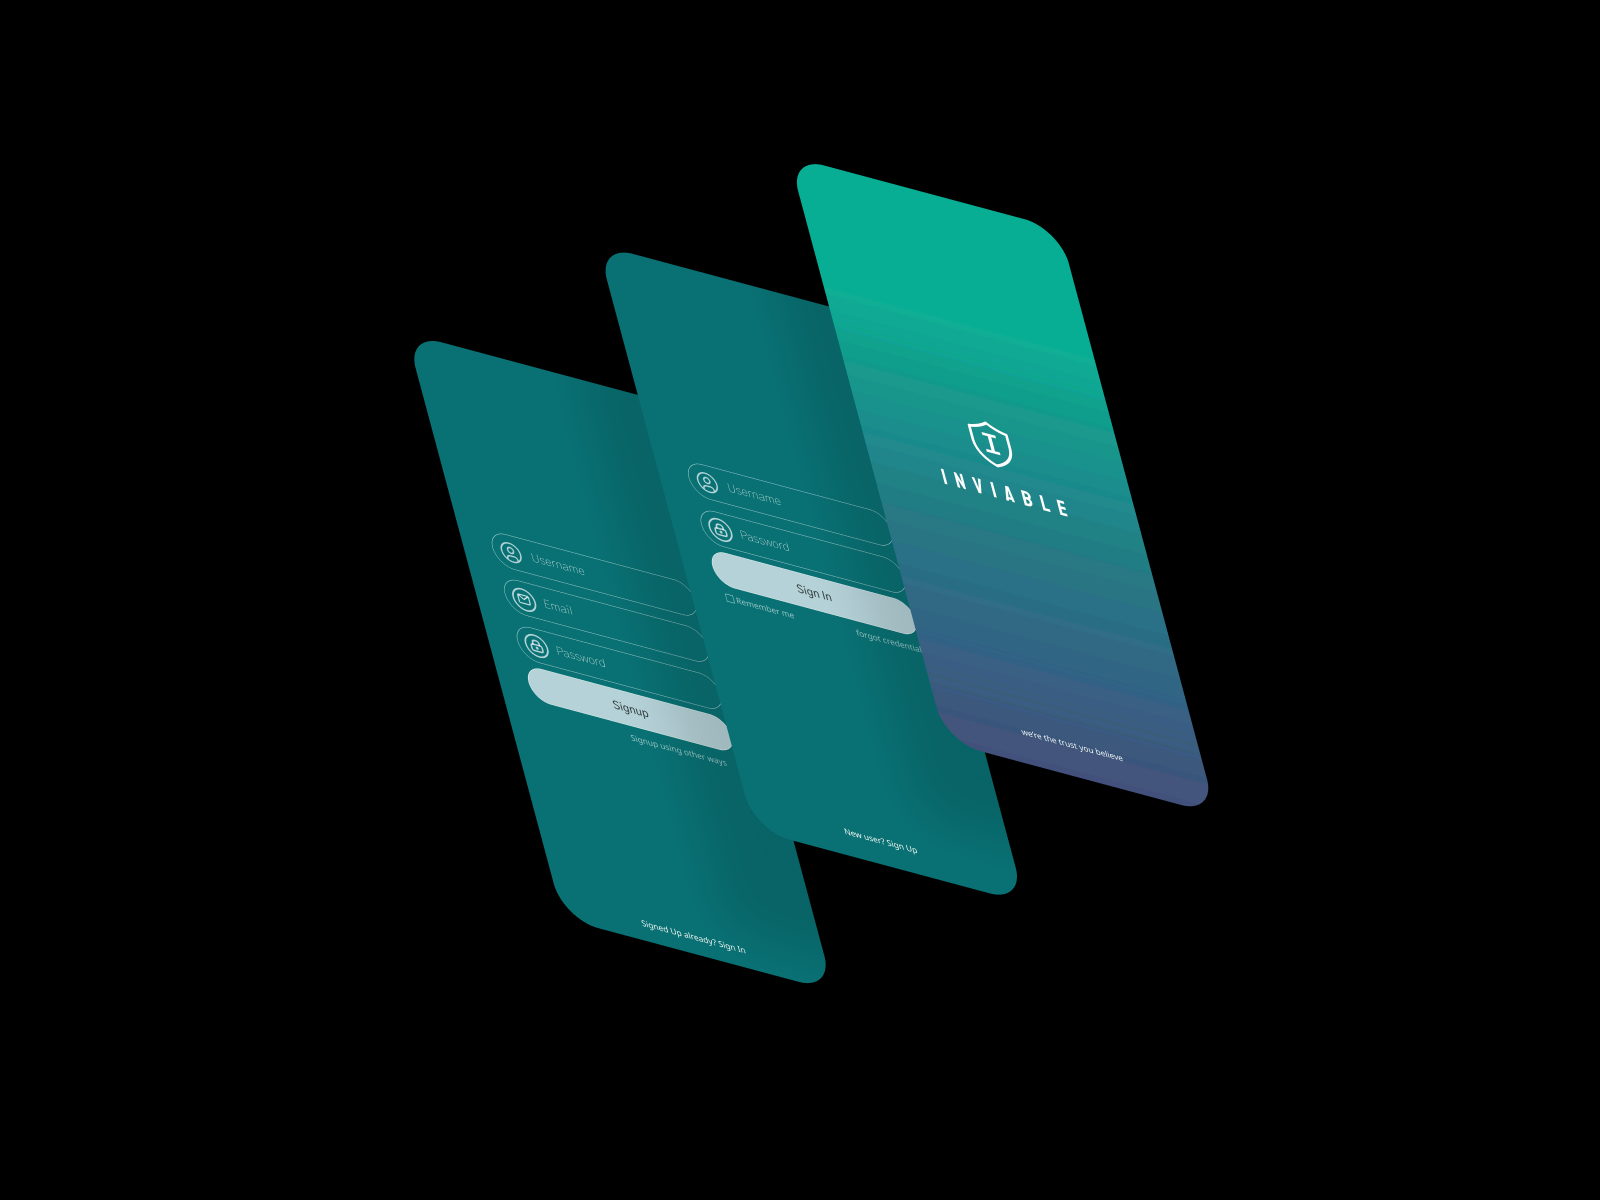 Username
Email
Password
Signup
Signup using other ways
Signed Up already? Sign In
Username
Password
Sign In
Remember me
forgot credential
New user? Sign Up
I
INVIABLE
we're the trust you believe